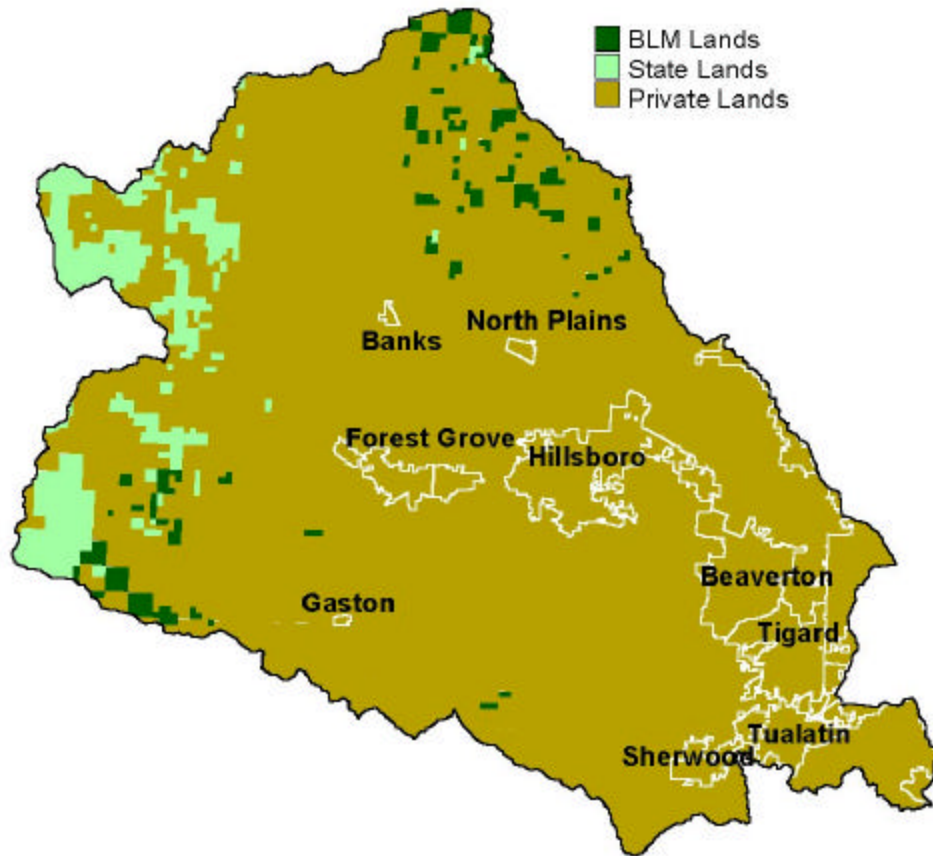 BLM Lands
State Lands
Private Lands
North Plains
Banks
Forest Grove
Hillsboro
Beaverton
Gaston
Tigard
Tualatin
Sherwood